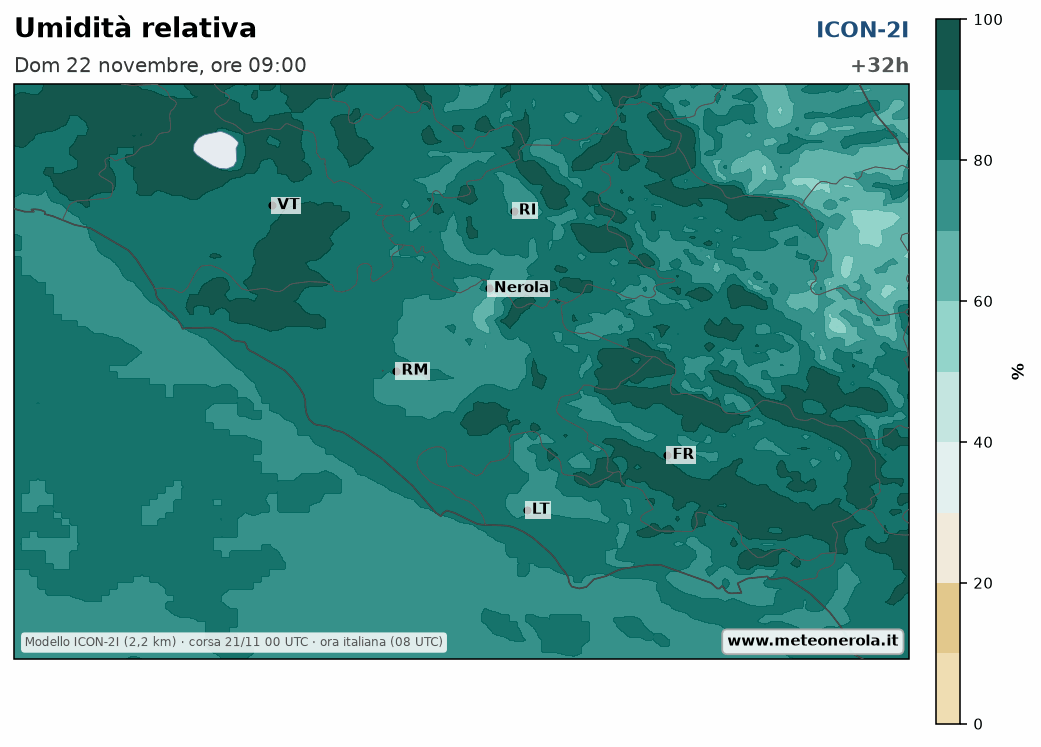 Umidità relativa
ICON-2I
Dom 22 novembre, ore 09:00
+32h
100
80
60
40
20
0
%
VT
RI
Nerola
RM
FR
LT
Modello ICON-2I (2,2 km) · corsa 21/11 00 UTC · ora italiana (08 UTC)
www.meteonerola.it